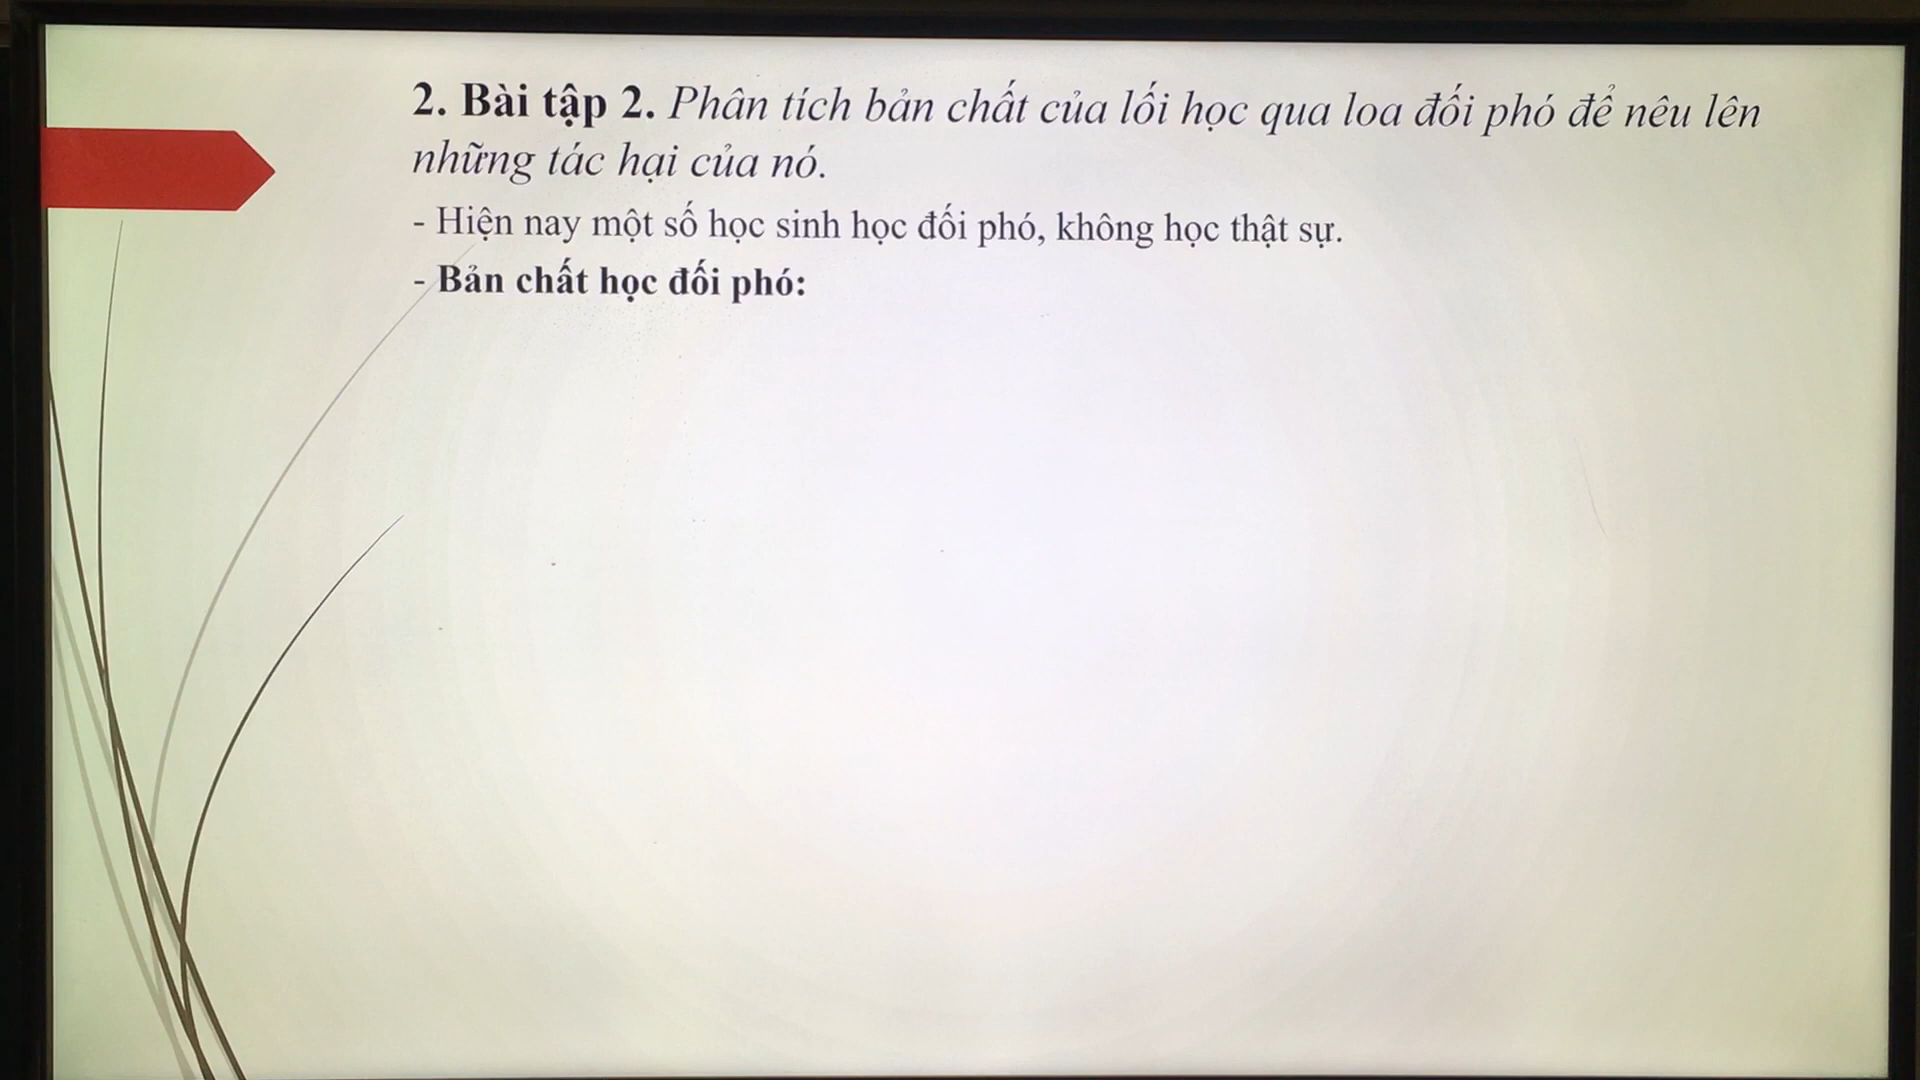 2. Bài tập 2. Phân tích bản chất của lối học qua loa đối phó để nêu lên
những tác hại của nó.
- Hiện nay một số học sinh học đối phó, không học thật sự.
- Bản chất học đối phó: